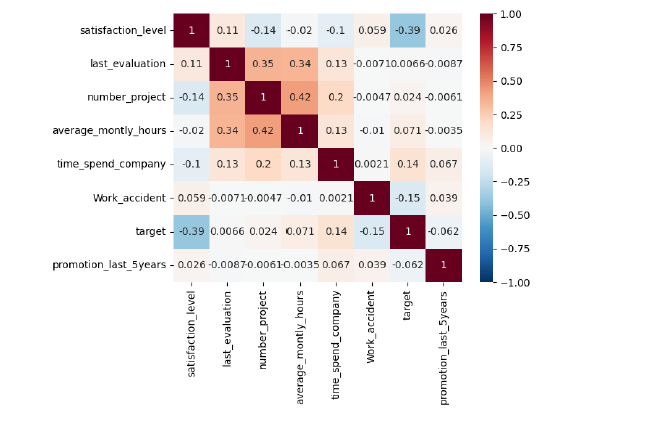 1.00
satisfaction_level 1 0.11 -0.14 -0.02 -0.1 0.059 -0.39 0.026
0.75
last_evaluation 0.11 1 0.35 0.34 0.13 -0.0071 0.0066 -0.0087
0.50
number_project -0.14 0.35 1 0.42 0.2 -0.0047 0.024 -0.0061
0.25
average_montly_hours -0.02 0.34 0.42 1 0.13 -0.01 0.071 -0.0035
0.00
time_spend_company -0.1 0.13 0.2 0.13 1 0.0021 0.14 0.067
−0.25
Work_accident 0.059 -0.0071 -0.0047 -0.01 0.0021 1 -0.15 0.039
−0.50
target -0.39 0.0066 0.024 0.071 0.14 -0.15 1 -0.062
−0.75
promotion_last_5years 0.026 -0.0087 -0.0061 -0.0035 0.067 0.039 -0.062 1
−1.00
satisfaction_level
last_evaluation
number_project
average_montly_hours
time_spend_company
Work_accident
target
promotion_last_5years